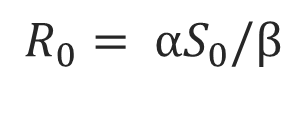 R₀ = αS₀/β